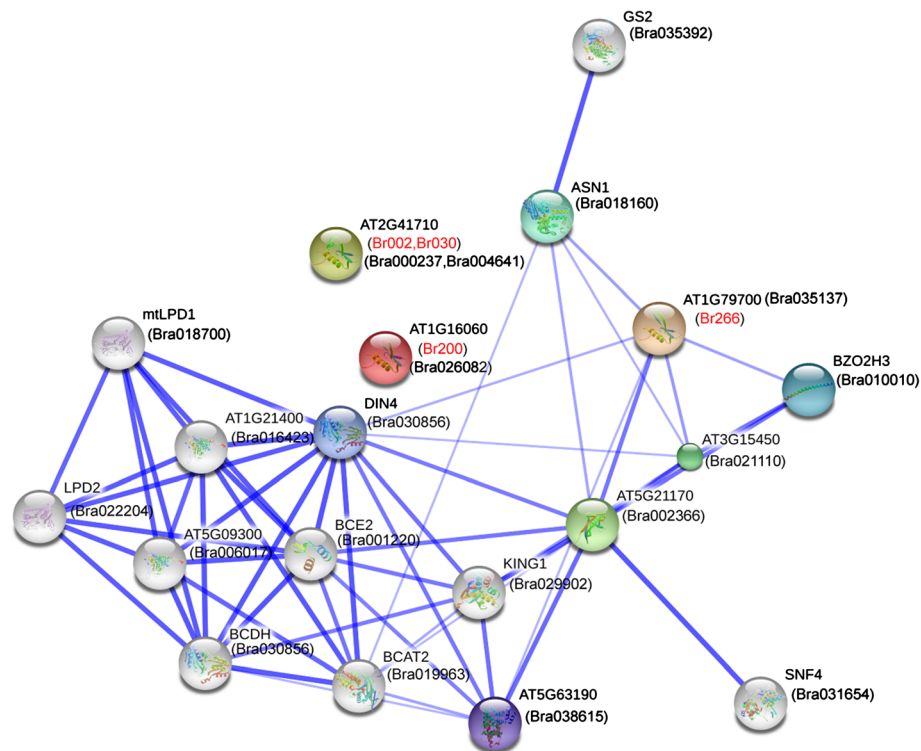 GS2
(Bra035392)
ASN1
(Bra018160)
AT2G41710
(Br002,Br030)
(Bra000237,Bra004641)
AT1G79700 (Bra035137)
(Br266)
mtLPD1
(Bra018700)
AT1G16060
(Br200)
(Bra026082)
BZO2H3
(Bra010010)
DIN4
(Bra030856)
AT1G21400
(Bra016423)
AT3G15450
(Bra021110)
LPD2
(Bra022204)
AT5G21170
(Bra002366)
BCE2
(Bra001220)
AT5G09300
(Bra006017)
KING1
(Bra029902)
BCDH
(Bra030856)
BCAT2
(Bra019963)
SNF4
(Bra031654)
AT5G63190
(Bra038615)